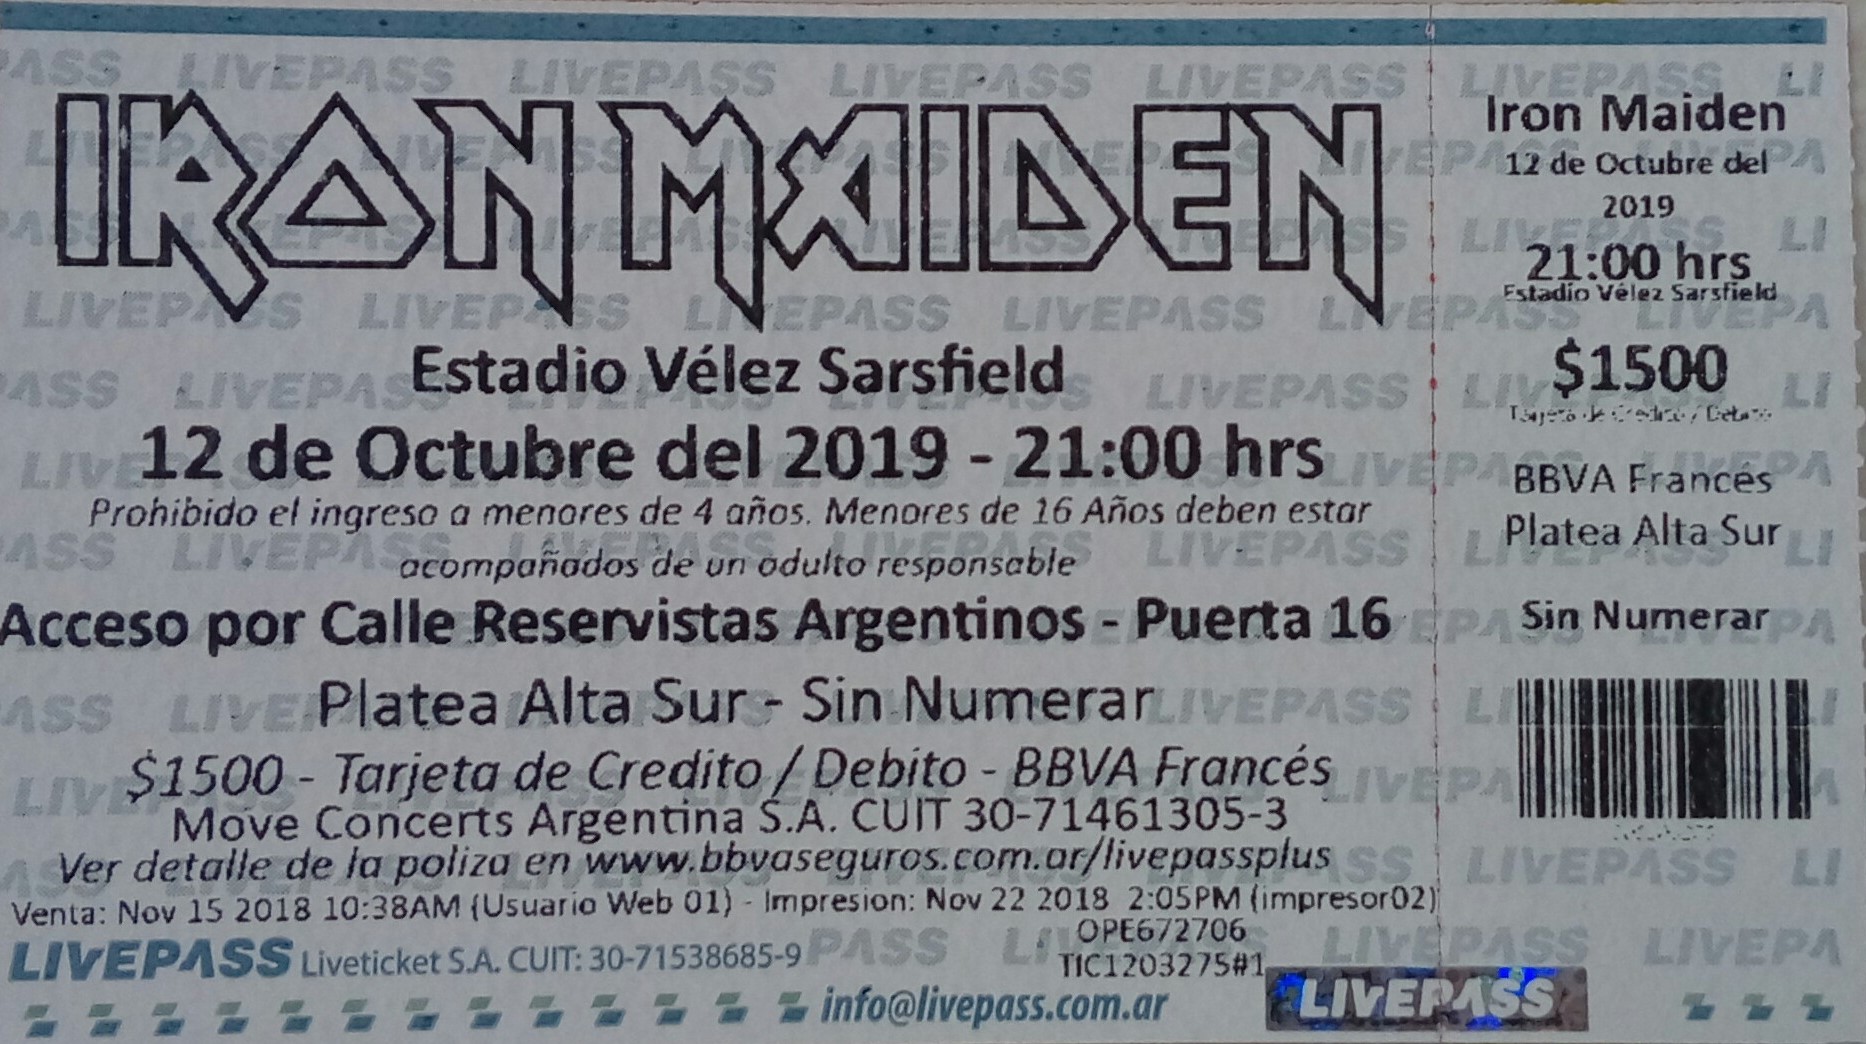 IRON MAIDEN
Estadio Vélez Sarsfield
12 de Octubre del 2019 - 21:00 hrs
Prohibido el ingreso a menores de 4 años. Menores de 16 Años deben estar
acompañados de un adulto responsable
Acceso por Calle Reservistas Argentinos - Puerta 16
Platea Alta Sur - Sin Numerar
$1500 - Tarjeta de Credito / Debito - BBVA Francés
Move Concerts Argentina S.A. CUIT 30-71461305-3
Ver detalle de la poliza en www.bbvaseguros.com.ar/livepassplus
Venta: Nov 15 2018 10:38AM (Usuario Web 01) - Impresion: Nov 22 2018 2:05PM (impresor02)
OPE672706
TIC1203275#1
LIVEPASS Liveticket S.A. CUIT: 30-71538685-9
info@livepass.com.ar
LIVEPASS
Iron Maiden
12 de Octubre del
2019
21:00 hrs
Estadio Vélez Sarsfield
$1500
Tarjeta de Credito / Debito
BBVA Francés
Platea Alta Sur
Sin Numerar